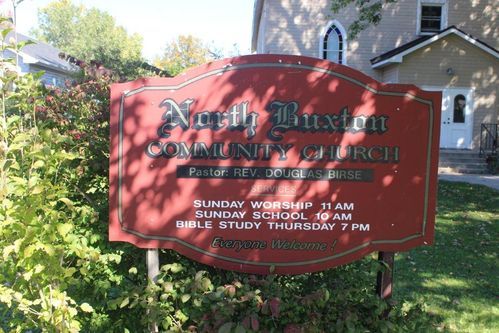 North Buxton
COMMUNITY CHURCH
Pastor: REV. DOUGLAS BIRSE
SERVICES
SUNDAY WORSHIP 11 AM
SUNDAY SCHOOL 10 AM
BIBLE STUDY THURSDAY 7 PM
Everyone Welcome!